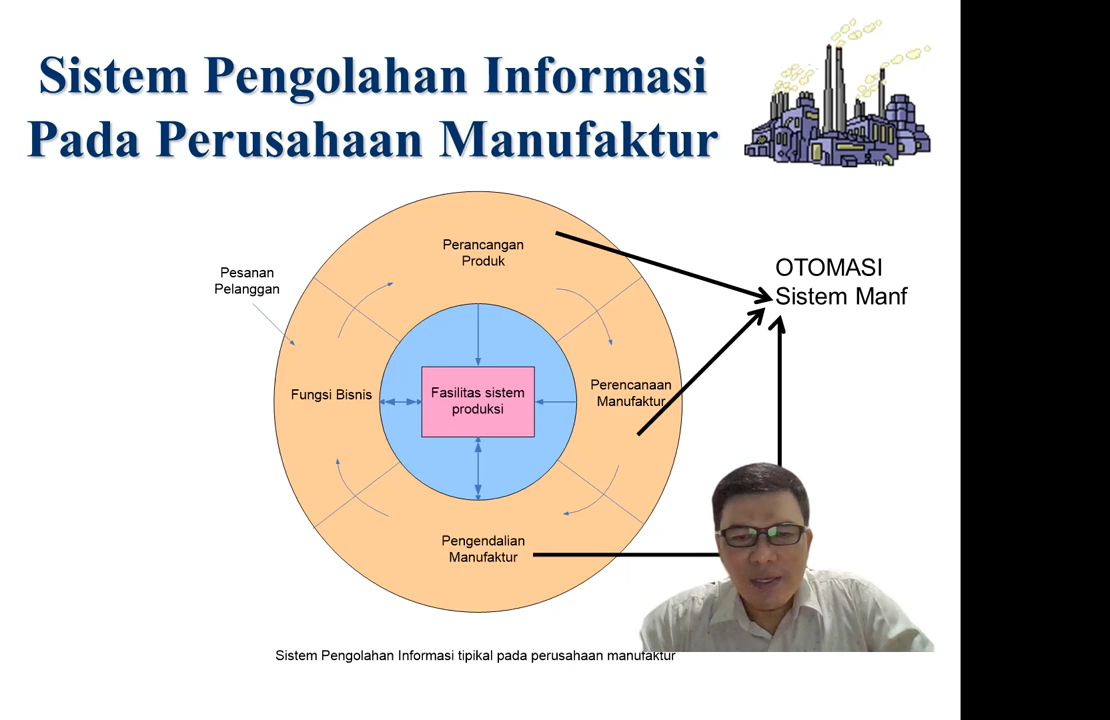 Sistem Pengolahan Informasi
Pada Perusahaan Manufaktur
Perancangan
Produk
Pesanan
Pelanggan
OTOMASI
Sistem Manf
Fungsi Bisnis
Fasilitas sistem
produksi
Perencanaan
Manufaktur
Pengendalian
Manufaktur
Sistem Pengolahan Informasi tipikal pada perusahaan manufaktur